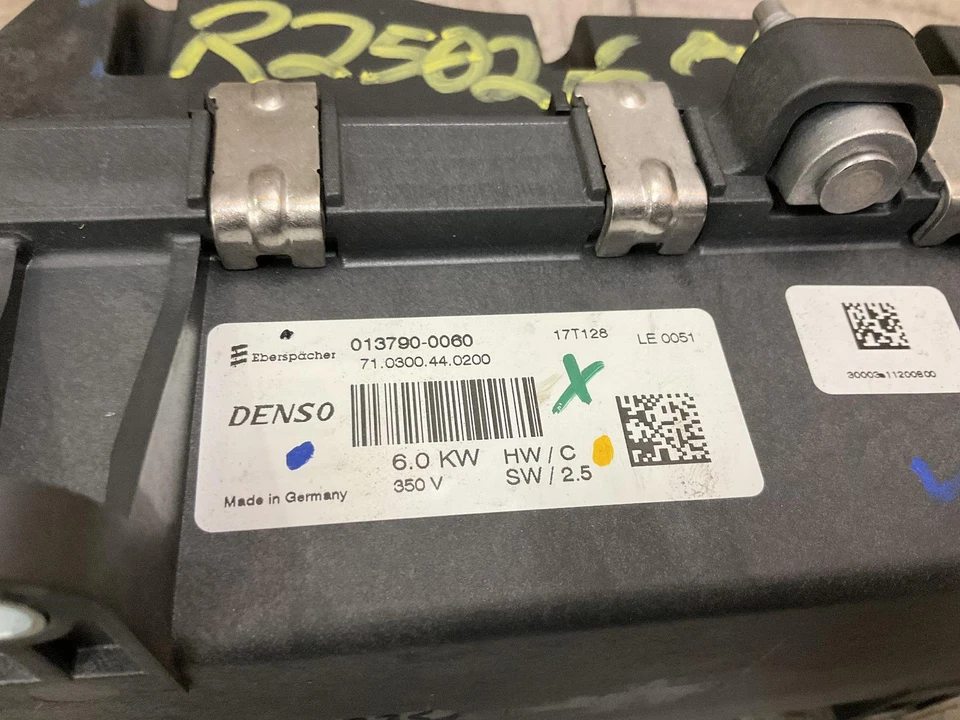 R2502
Eberspächer
013790-0060
17T128
LE 0051
71.0300.44.0200
DENSO
6.0 KW
HW / C
350 V
SW / 2.5
Made in Germany